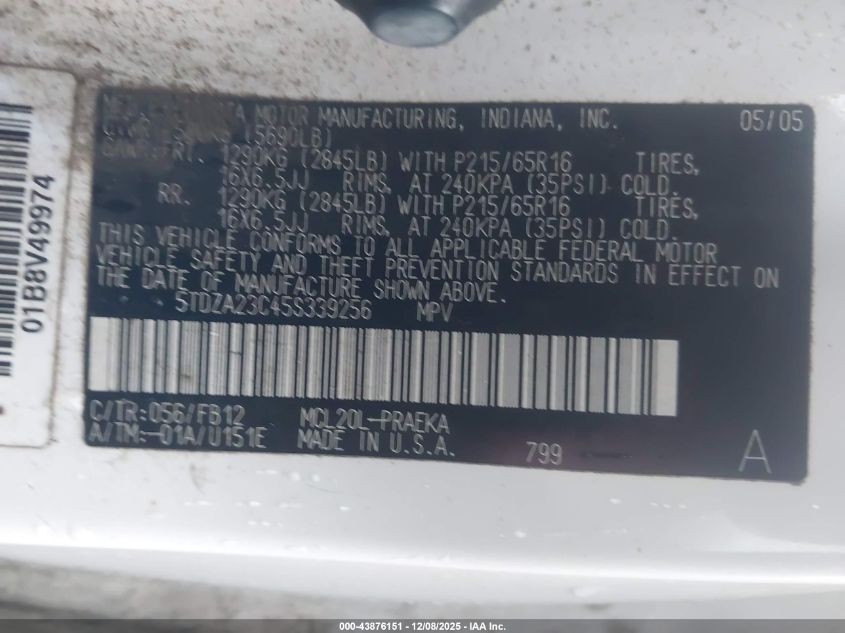 MOTOR MANUFACTURING, INDIANA, INC. 05/05
(5690LB)
FRT. 1290KG (2845LB) WITH P215/65R16 TIRES,
16X6.5JJ RIMS, AT 240KPA (35PSI) COLD.
RR. 1290KG (2845LB) WITH P215/65R16 TIRES,
16X6.5JJ RIMS, AT 240KPA (35PSI) COLD.
THIS VEHICLE CONFORMS TO ALL APPLICABLE FEDERAL MOTOR
VEHICLE SAFETY AND THEFT PREVENTION STANDARDS IN EFFECT ON
THE DATE OF MANUFACTURE SHOWN ABOVE.
5TDZA23C45S339256 MPV
C/TR:056/FB12 MCL20L-PRAEKA
A/TM:-01A/U151E MADE IN U.S.A. 799 A
01B8V49974
000-43876151 - 12/08/2025 - IAA Inc.